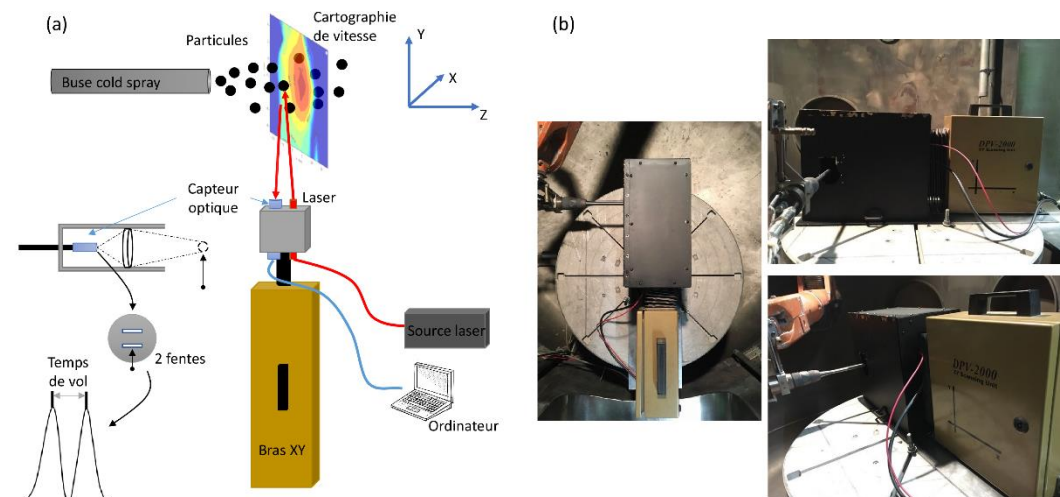 (a)
Particules
Cartographie
de vitesse
Buse cold spray
Y
X
Z
Capteur
optique
Laser
2 fentes
Temps
de vol
Source laser
Ordinateur
Bras XY
(b)
DPV-2000
DPV-2000